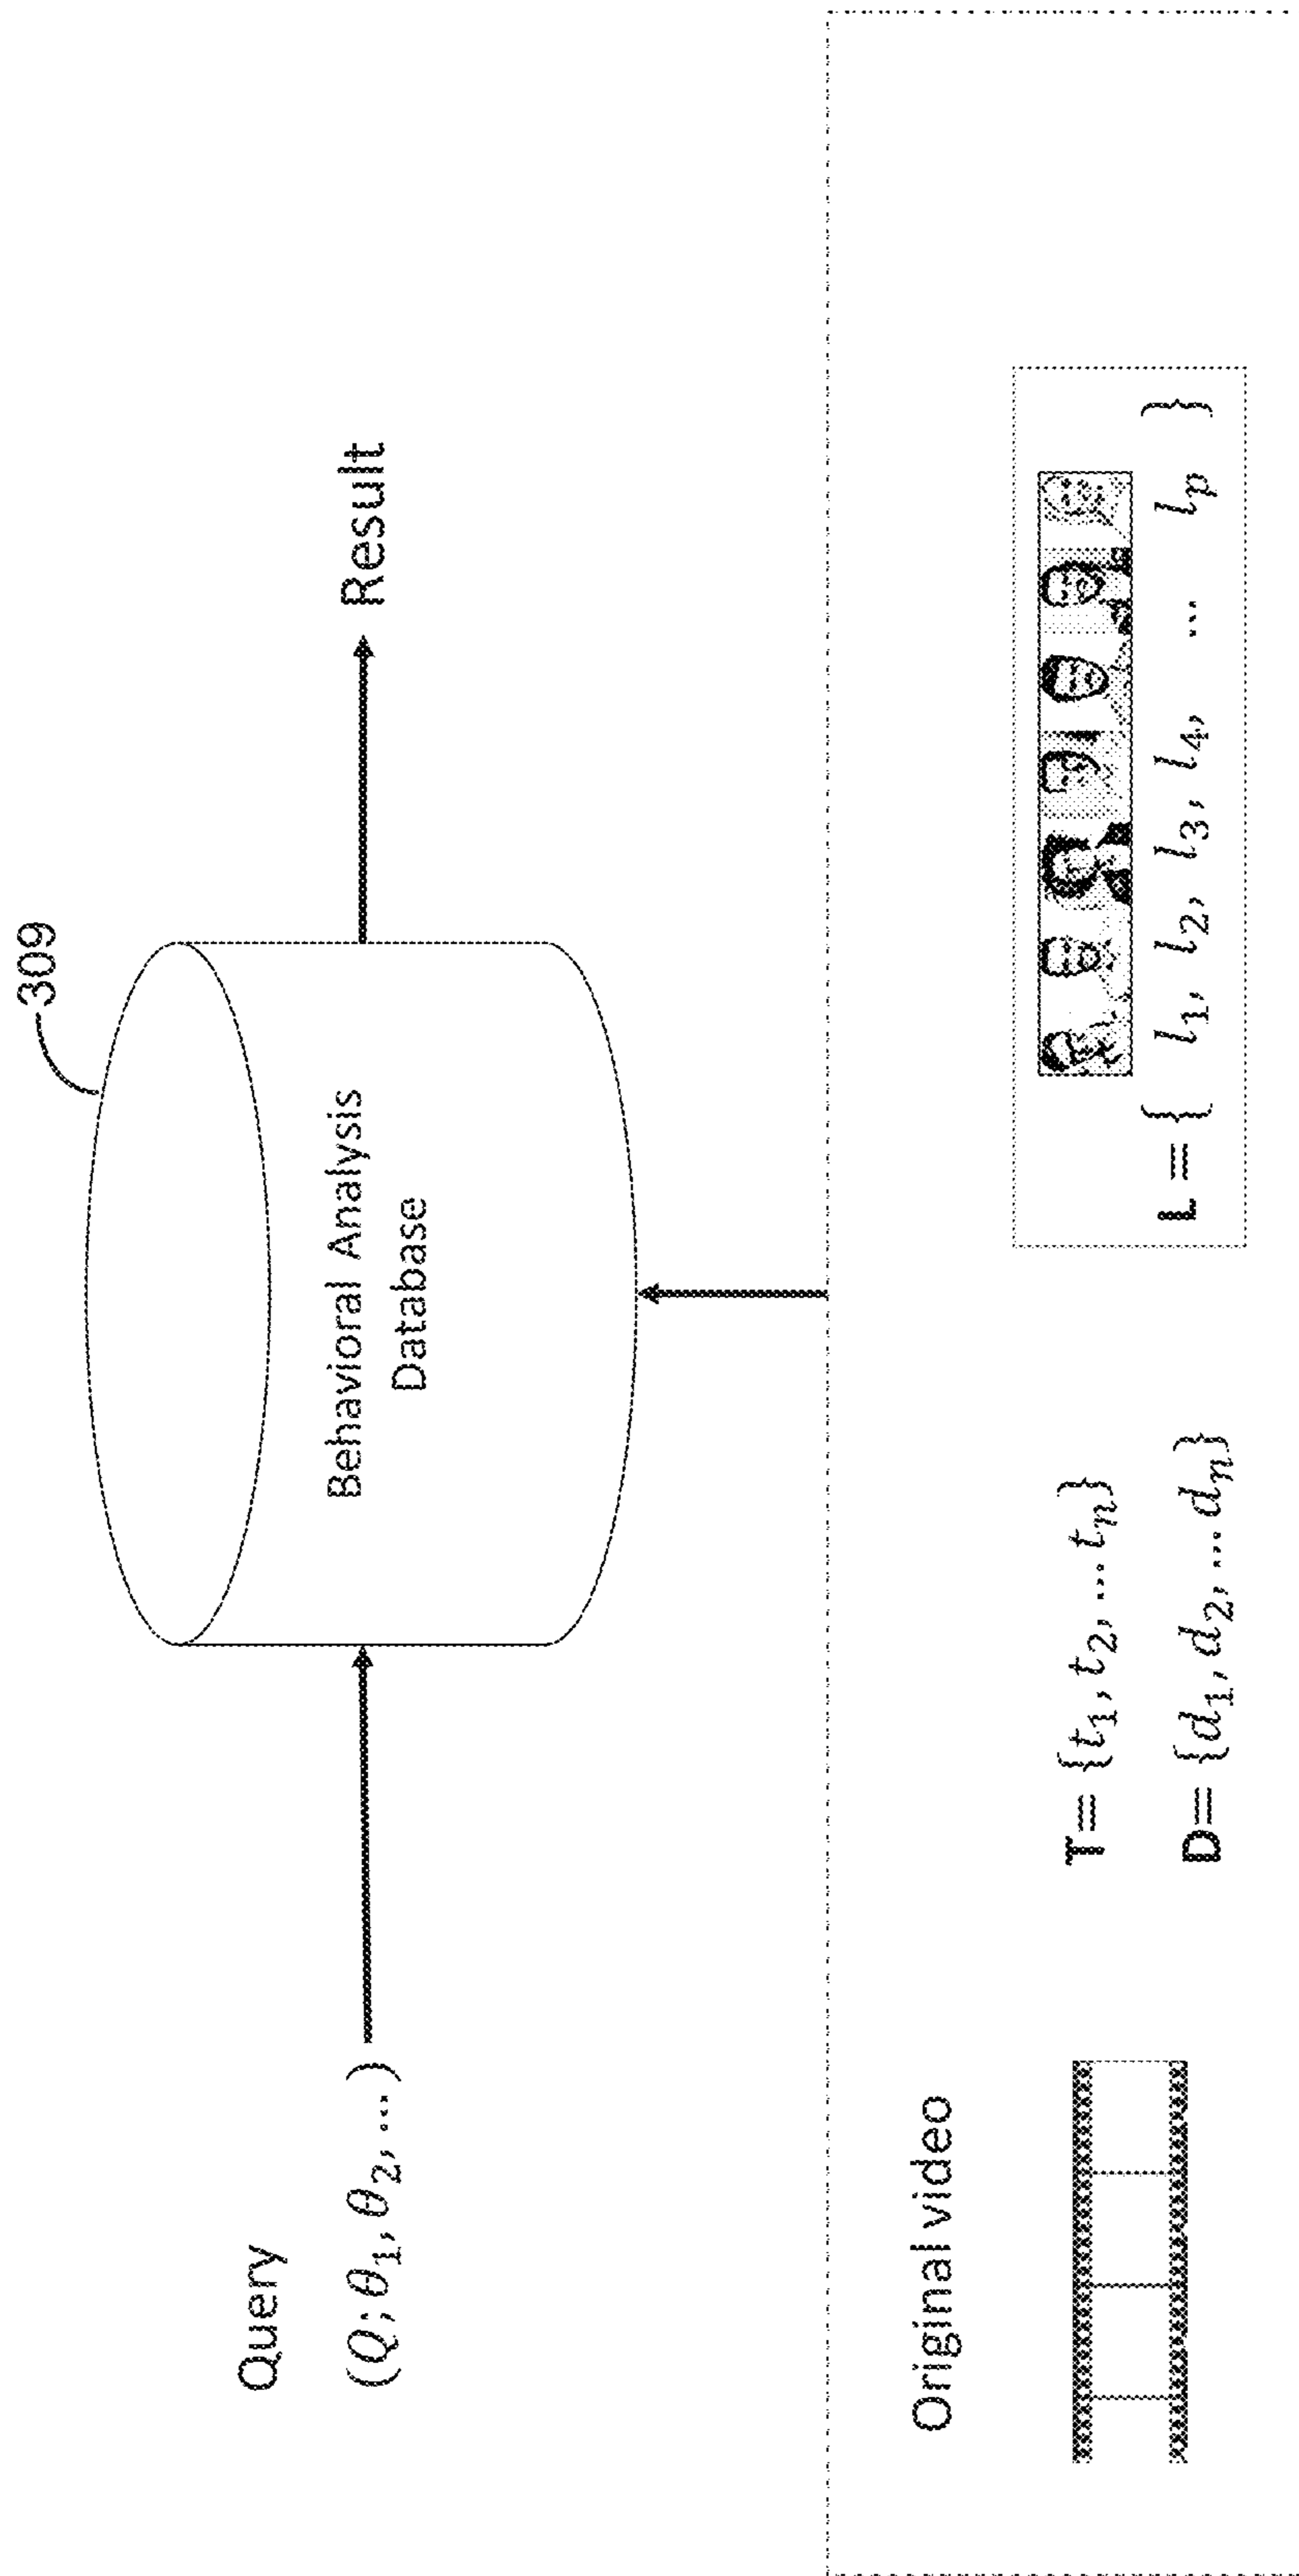 309
Query
(Q; θ₁, θ₂, ...)
Behavioral Analysis
Database
Result
Original video
T= {t₁, t₂, ... tₙ}
D= {d₁, d₂, ... dₙ}
L = { l₁, l₂, l₃, l₄, ... lₚ }